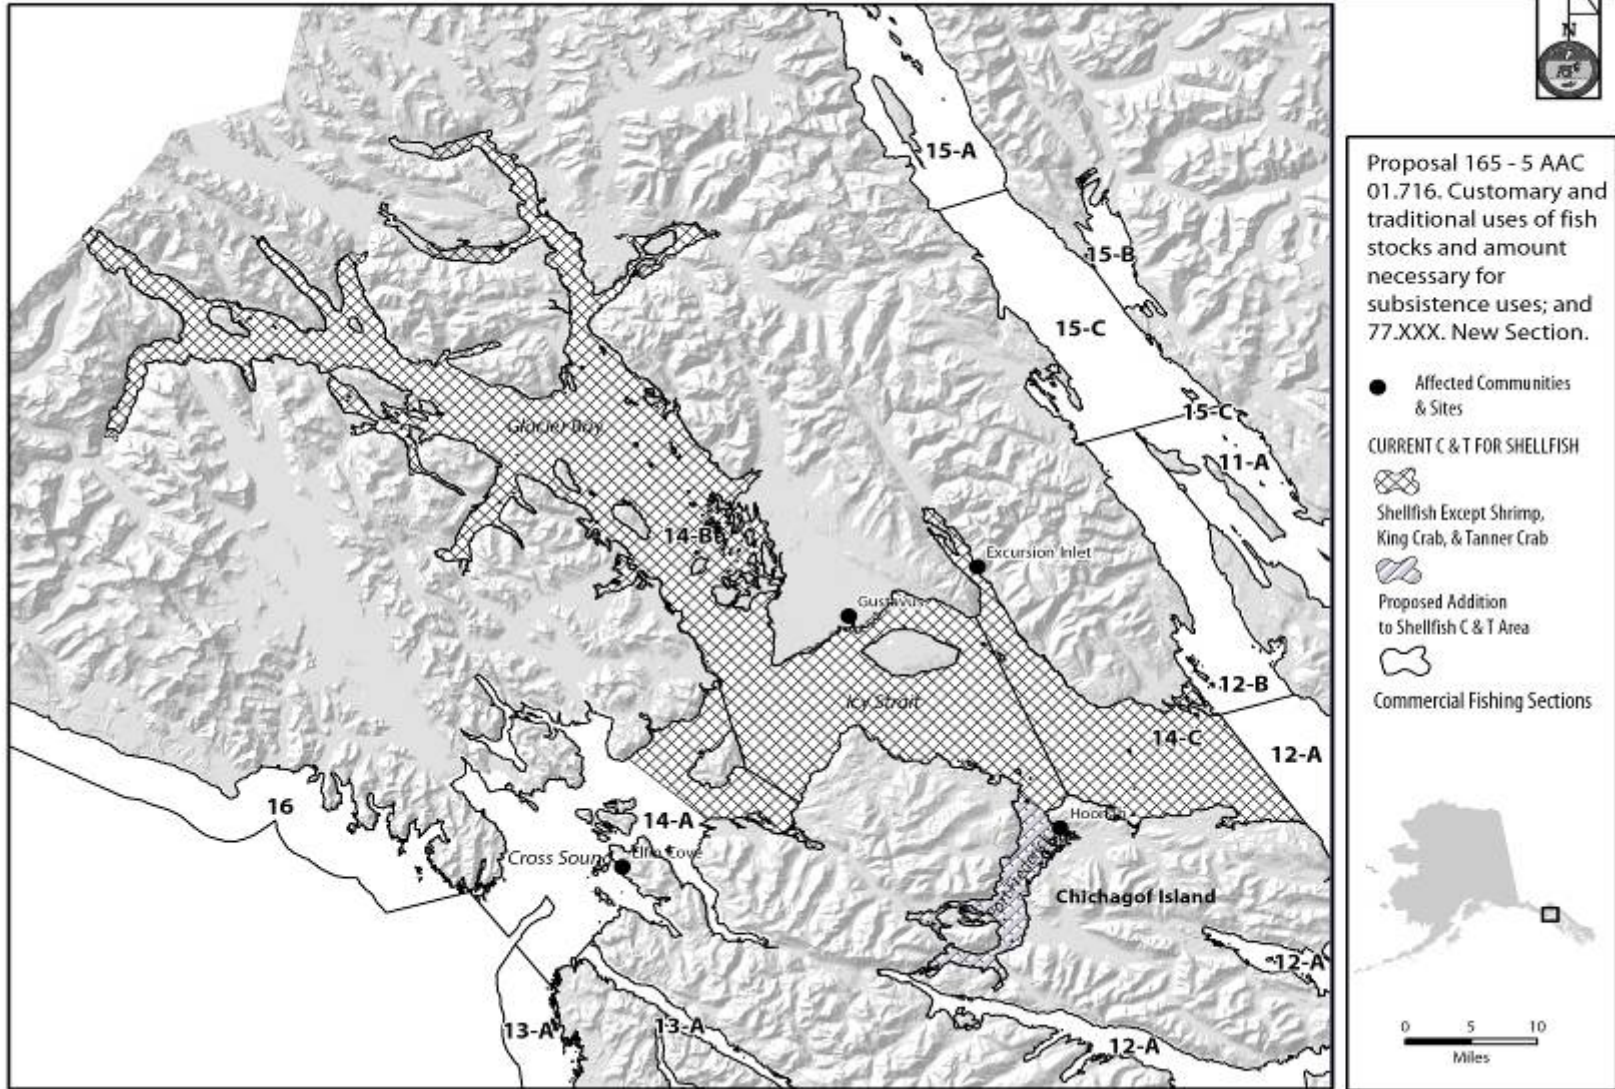 N
15-A
15-B
15-C
15-C
11-A
Glacier Bay
14-B
Excursion Inlet
Gustavus
12-B
Icy Strait
14-C
12-A
16
14-A
Hoonah
Cross Sound
Elfin Cove
Port Frederick
Chichagof Island
12-A
13-A
13-A
12-A
Proposal 165 - 5 AAC
01.716. Customary and
traditional uses of fish
stocks and amount
necessary for
subsistence uses; and
77.XXX. New Section.
Affected Communities
& Sites
CURRENT C & T FOR SHELLFISH
Shellfish Except Shrimp,
King Crab, & Tanner Crab
Proposed Addition
to Shellfish C & T Area
Commercial Fishing Sections
0 5 10
Miles